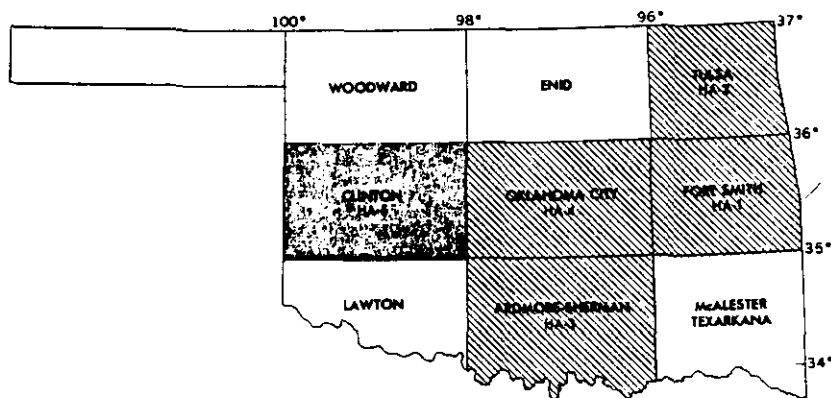 100°
98°
96°
37°
WOODWARD
ENID
TULSA
HA-2
36°
CLINTON
HA-5
OKLAHOMA CITY
HA-4
FORT SMITH
HA-1
35°
LAWTON
ARDMORE-SHERMAN
HA-3
McALESTER
TEXARKANA
34°